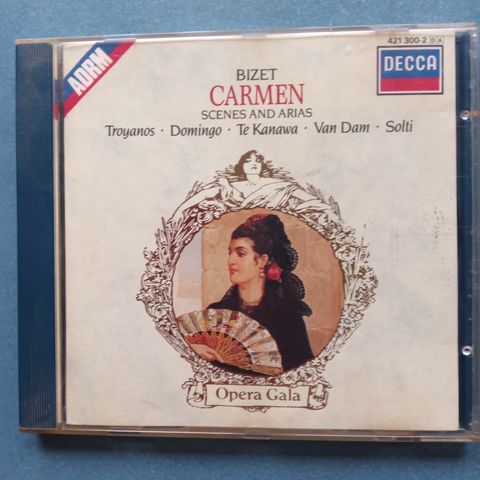 421 300-2 DA
ADRM
DECCA
BIZET
CARMEN
SCENES AND ARIAS
Troyanos · Domingo · Te Kanawa · Van Dam · Solti
Opera Gala